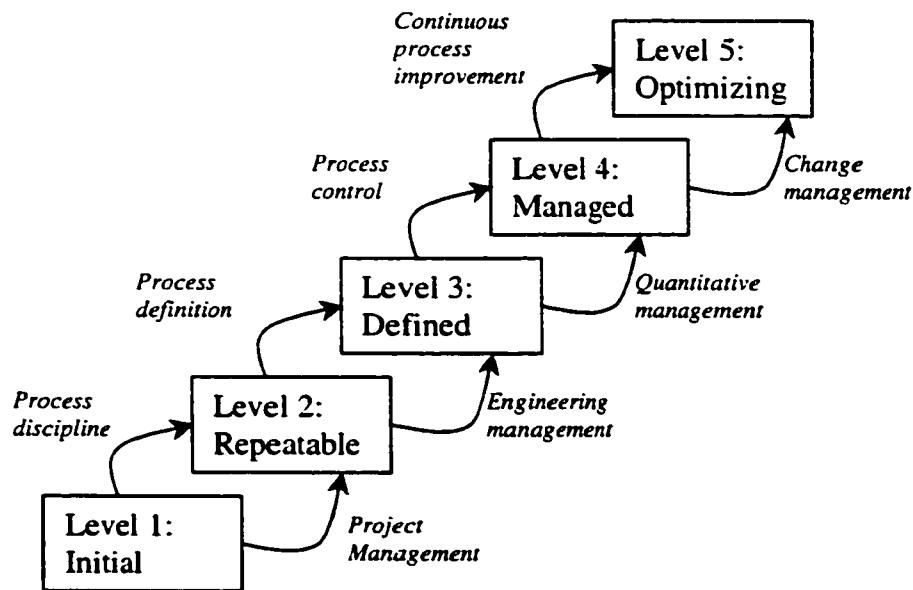 Continuous
process
improvement
Level 5:
Optimizing
Process
control
Level 4:
Managed
Change
management
Process
definition
Level 3:
Defined
Quantitative
management
Process
discipline
Level 2:
Repeatable
Engineering
management
Level 1:
Initial
Project
Management